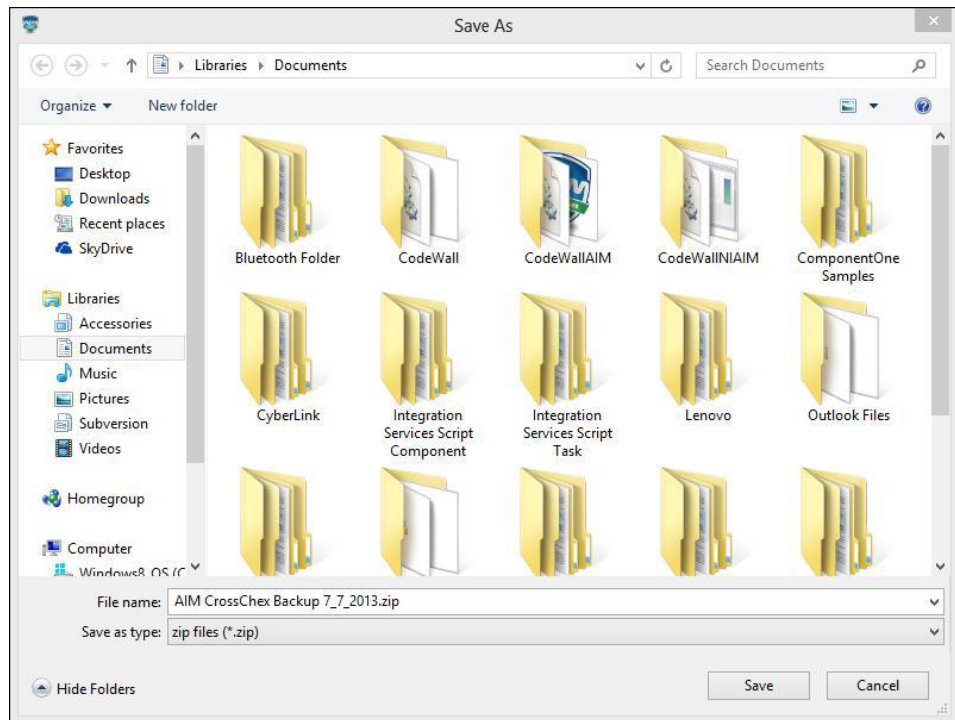 Save As
Libraries
Documents
Search Documents
Organize
New folder
Favorites
Desktop
Downloads
Recent places
SkyDrive
Libraries
Accessories
Documents
Music
Pictures
Subversion
Videos
Homegroup
Computer
Windows8_OS (C
Bluetooth Folder
CodeWall
CodeWallAIM
CodeWallNIAIM
ComponentOne
Samples
CyberLink
Integration
Services Script
Component
Integration
Services Script
Task
Lenovo
Outlook Files
File name: AIM CrossChex Backup 7_7_2013.zip
Save as type: zip files (*.zip)
Hide Folders
Save
Cancel